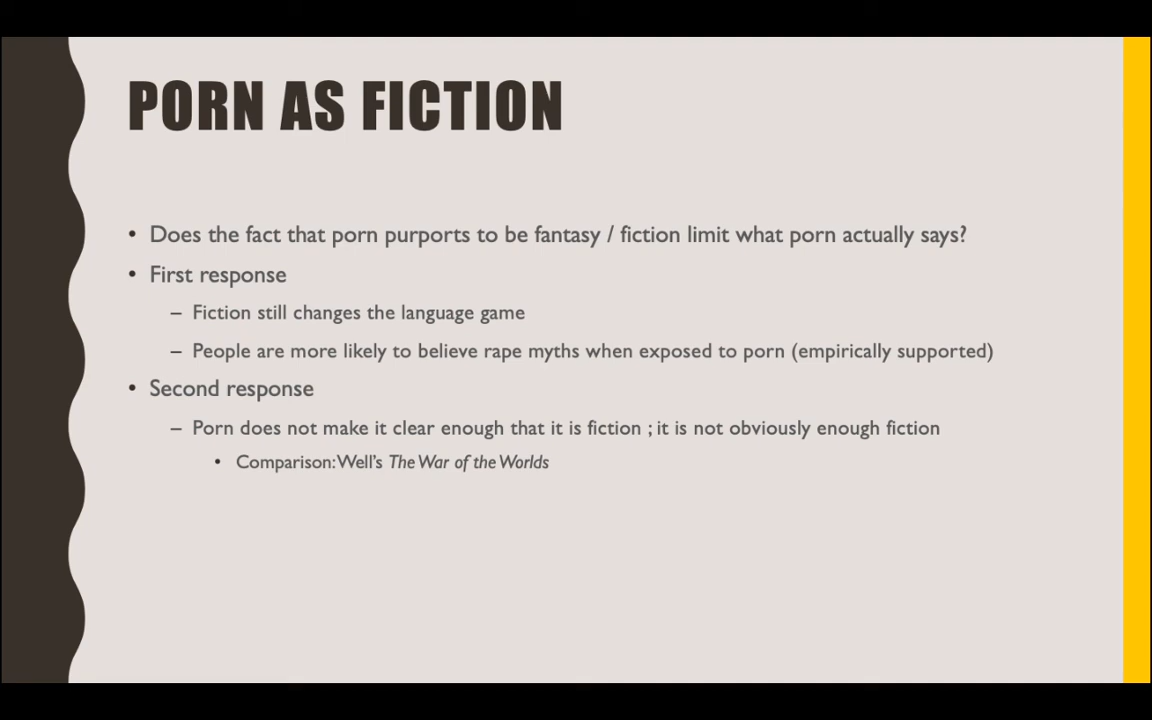 PORN AS FICTION
• Does the fact that porn purports to be fantasy / fiction limit what porn actually says?
• First response
– Fiction still changes the language game
– People are more likely to believe rape myths when exposed to porn (empirically supported)
• Second response
– Porn does not make it clear enough that it is fiction ; it is not obviously enough fiction
• Comparison: Well's The War of the Worlds